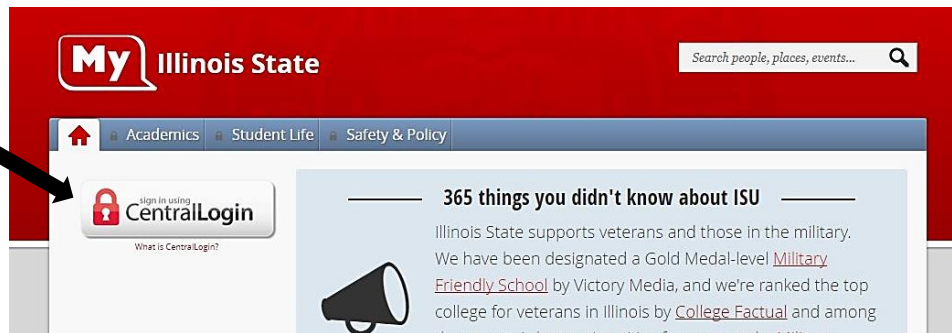 My Illinois State
Search people, places, events...
Academics Student Life Safety & Policy
sign in using
CentralLogin
What is CentralLogin?
365 things you didn't know about ISU
Illinois State supports veterans and those in the military.
We have been designated a Gold Medal-level Military
Friendly School by Victory Media, and we're ranked the top
college for veterans in Illinois by College Factual and among